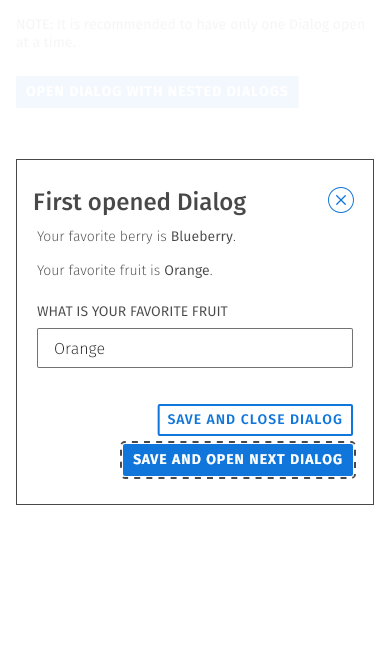 NOTE: It is recommended to have only one Dialog open
at a time.
OPEN DIALOG WITH NESTED DIALOGS
First opened Dialog
Your favorite berry is Blueberry.
Your favorite fruit is Orange.
WHAT IS YOUR FAVORITE FRUIT
Orange
SAVE AND CLOSE DIALOG
SAVE AND OPEN NEXT DIALOG